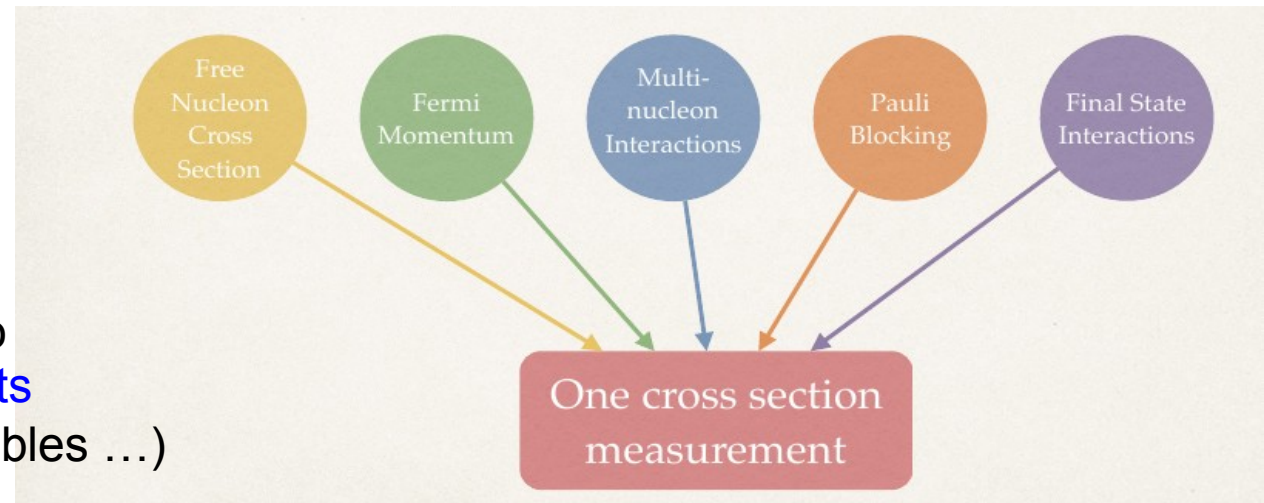 Free
Nucleon
Cross
Section
Fermi
Momentum
Multi-
nucleon
Interactions
Pauli
Blocking
Final State
Interactions
One cross section
measurement
o
ts
bles …)